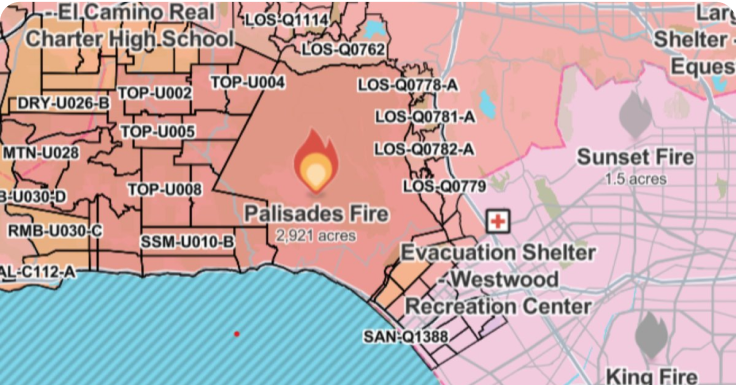 - El Camino Real
Charter High School
LOS-Q1114
LOS-Q0762
Shelter -
Eques
TOP-U004
LOS-Q0778-A
TOP-U002
DRY-U026-B
LOS-Q0781-A
TOP-U005
MTN-U028
LOS-Q0782-A
Sunset Fire
1.5 acres
LOS-Q0779
TOP-U008
B-U030-D
Palisades Fire
2,921 acres
RMB-U030-C
SSM-U010-B
Evacuation Shelter
- Westwood
Recreation Center
AL-C112-A
SAN-Q1388
King Fire